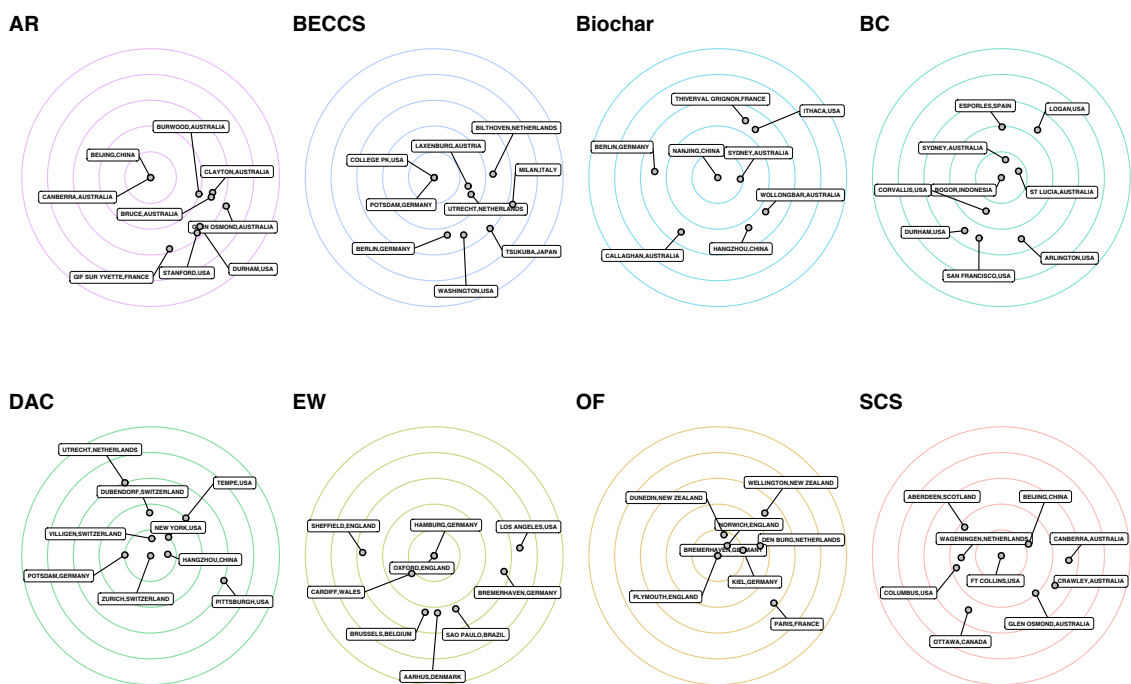 AR
BECCS
Biochar
BC
BURWOOD,AUSTRALIA
BEIJING,CHINA
CLAYTON,AUSTRALIA
CANBERRA,AUSTRALIA
BRUCE,AUSTRALIA
GLEN OSMOND,AUSTRALIA
GIF SUR YVETTE,FRANCE
STANFORD,USA
DURHAM,USA
BILTHOVEN,NETHERLANDS
LAXENBURG,AUSTRIA
COLLEGE PK,USA
MILAN,ITALY
POTSDAM,GERMANY
UTRECHT,NETHERLANDS
BERLIN,GERMANY
TSUKUBA,JAPAN
WASHINGTON,USA
THIVERVAL GRIGNON,FRANCE
ITHACA,USA
BERLIN,GERMANY
NANJING,CHINA
SYDNEY,AUSTRALIA
WOLLONGBAR,AUSTRALIA
CALLAGHAN,AUSTRALIA
HANGZHOU,CHINA
ESPORLES,SPAIN
LOGAN,USA
SYDNEY,AUSTRALIA
CORVALLIS,USA
BOGOR,INDONESIA
ST LUCIA,AUSTRALIA
DURHAM,USA
ARLINGTON,USA
SAN FRANCISCO,USA
DAC
EW
OF
SCS
UTRECHT,NETHERLANDS
DUBENDORF,SWITZERLAND
TEMPE,USA
VILLIGEN,SWITZERLAND
NEW YORK,USA
HANGZHOU,CHINA
POTSDAM,GERMANY
ZURICH,SWITZERLAND
PITTSBURGH,USA
SHEFFIELD,ENGLAND
HAMBURG,GERMANY
LOS ANGELES,USA
OXFORD,ENGLAND
CARDIFF,WALES
BREMERHAVEN,GERMANY
BRUSSELS,BELGIUM
SAO PAULO,BRAZIL
AARHUS,DENMARK
WELLINGTON,NEW ZEALAND
DUNEDIN,NEW ZEALAND
NORWICH,ENGLAND
DEN BURG,NETHERLANDS
BREMERHAVEN,GERMANY
KIEL,GERMANY
PLYMOUTH,ENGLAND
PARIS,FRANCE
ABERDEEN,SCOTLAND
BEIJING,CHINA
WAGENINGEN,NETHERLANDS
CANBERRA,AUSTRALIA
FT COLLINS,USA
CRAWLEY,AUSTRALIA
COLUMBUS,USA
GLEN OSMOND,AUSTRALIA
OTTAWA,CANADA